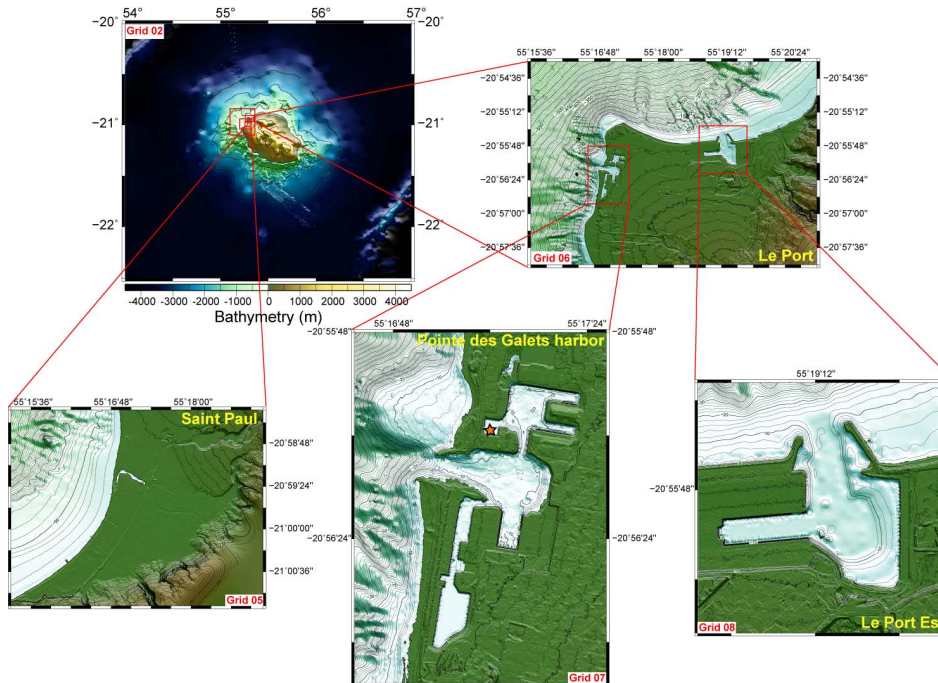 54° 55° 56° 57°
−20° −20°
Grid 02
−21° −21°
−22° −22°
-4000 -3000 -2000 -1000 0 1000 2000 3000 4000
Bathymetry (m)
55˚15'36" 55˚16'48" 55˚18'00" 55˚19'12" 55˚20'24"
−20˚54'36" −20˚54'36"
−20˚55'12" −20˚55'12"
−20˚55'48" −20˚55'48"
−20˚56'24" −20˚56'24"
−20˚57'00" −20˚57'00"
−20˚57'36" −20˚57'36"
Grid 06
Le Port
55˚15'36" 55˚16'48" 55˚18'00"
Saint Paul
−20˚58'48"
−20˚59'24"
−21˚00'00"
−21˚00'36"
Grid 05
55˚16'48" 55˚17'24"
−20˚55'48" −20˚55'48"
Pointe des Galets harbor
−20˚56'24" −20˚56'24"
Grid 07
55˚19'12"
−20˚55'48"
Grid 08
Le Port Es